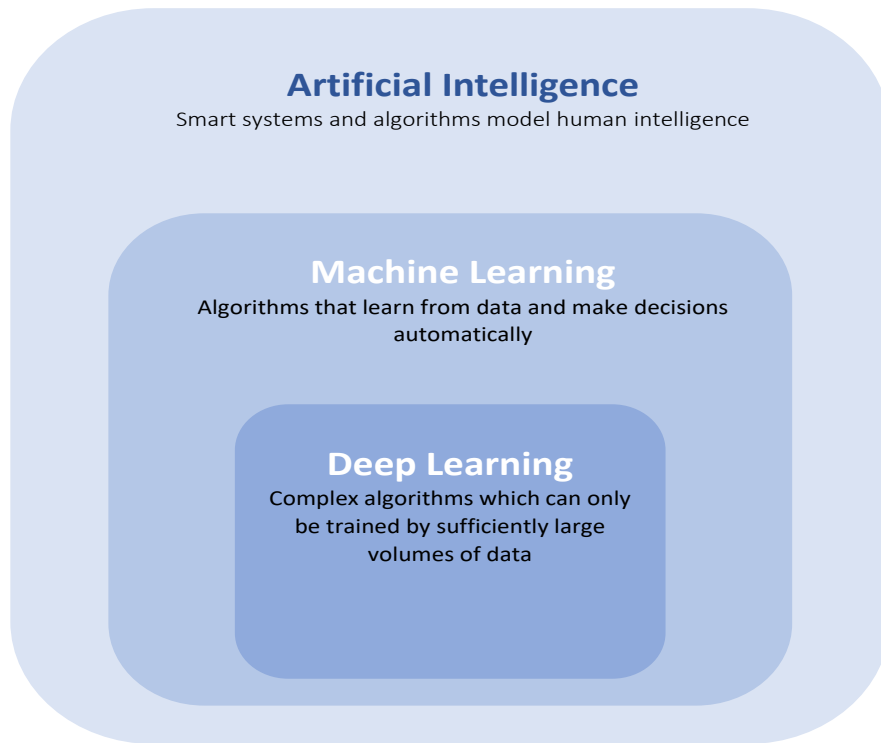 Artificial Intelligence
Smart systems and algorithms model human intelligence
Machine Learning
Algorithms that learn from data and make decisions
automatically
Deep Learning
Complex algorithms which can only
be trained by sufficiently large
volumes of data